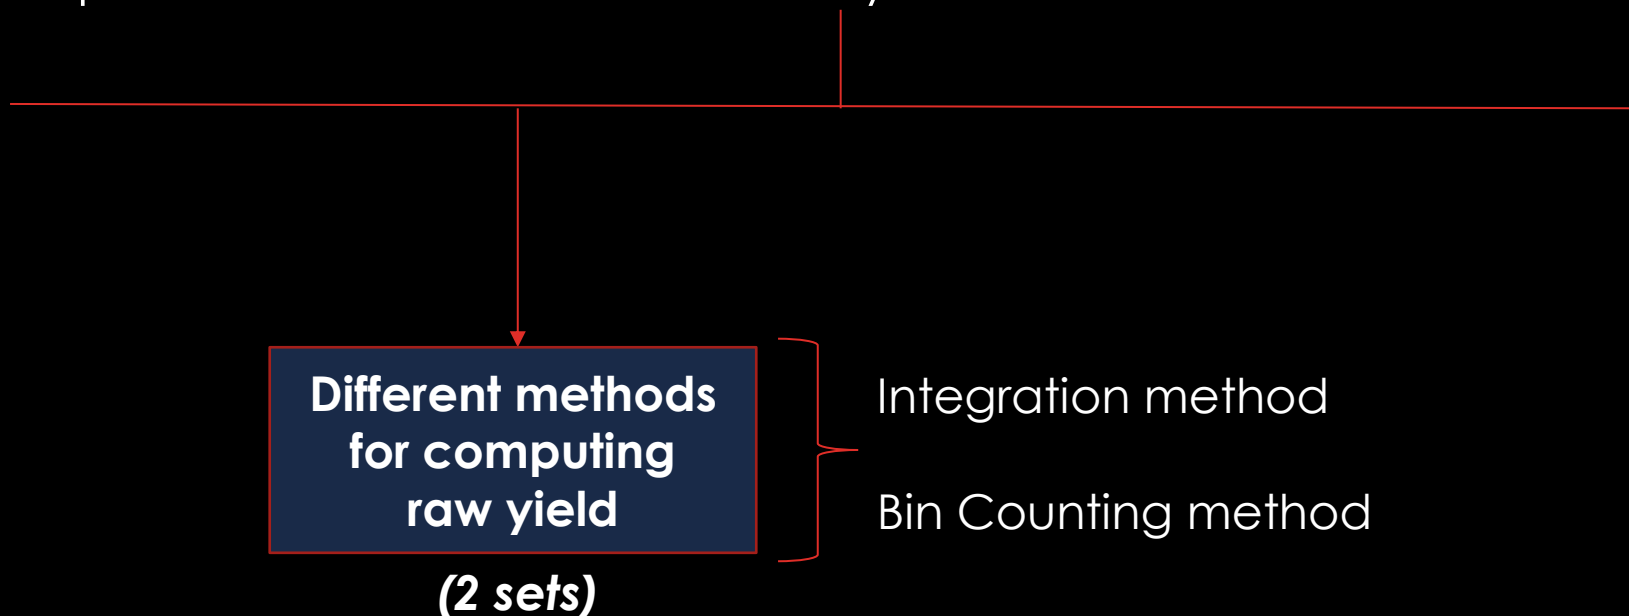 Different methods
for computing
raw yield
(2 sets)
Integration method
Bin Counting method